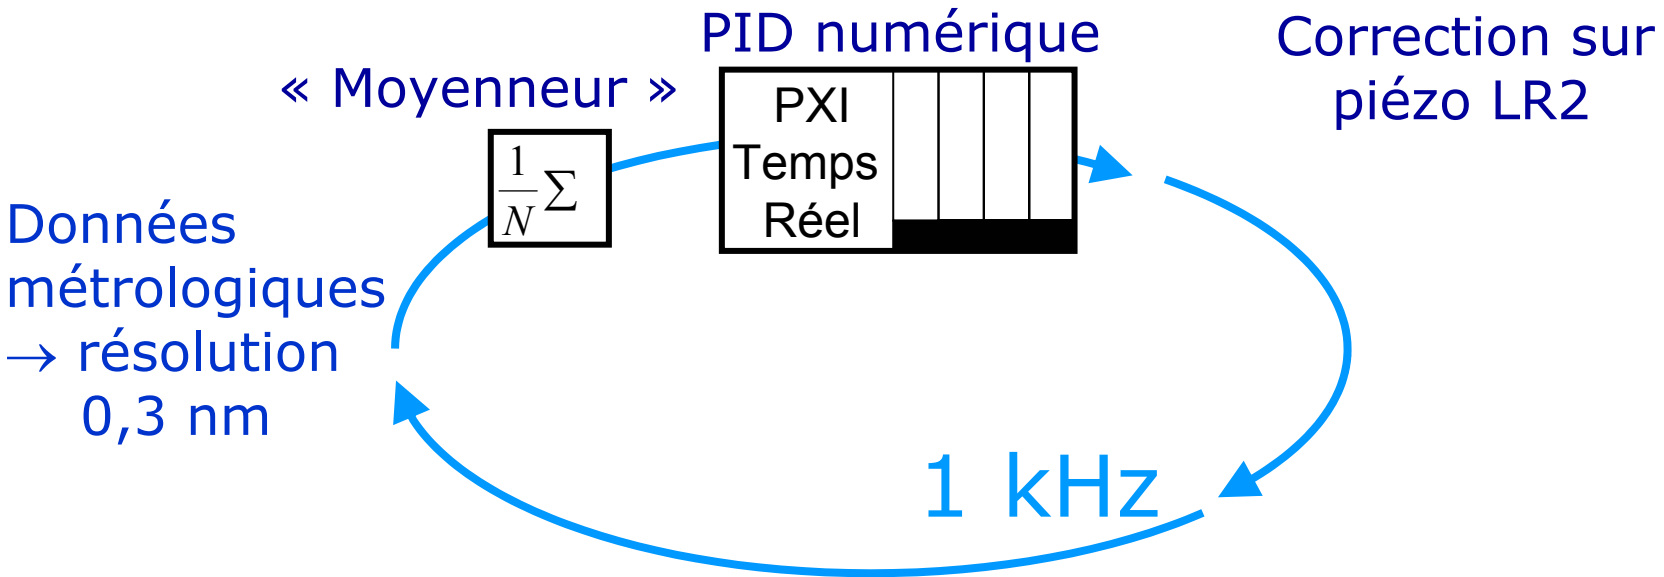 PID numérique
Correction sur
piézo LR2
« Moyenneur »
PXI
Temps
Réel
1/N ∑
Données
métrologiques
→ résolution
0,3 nm
1 kHz